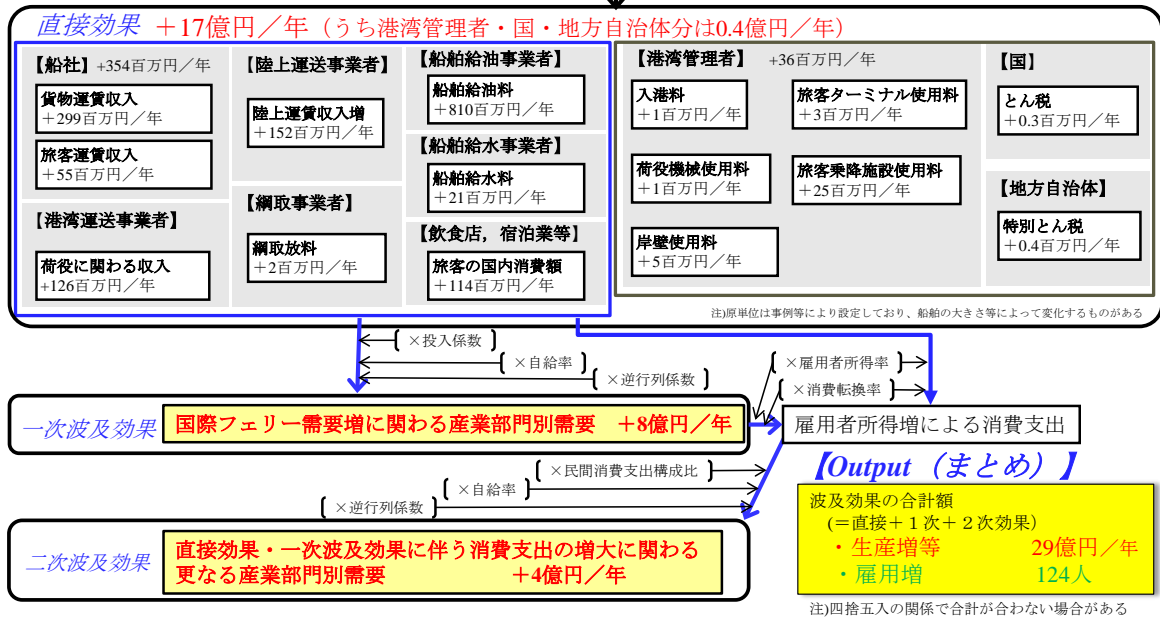 直接効果 ＋17億円／年（うち港湾管理者・国・地方自治体分は0.4億円／年）
【船社】 +354百万円／年
貨物運賃収入
＋299百万円／年
旅客運賃収入
＋55百万円／年
【港湾運送事業者】
荷役に関わる収入
+126百万円／年
【陸上運送事業者】
陸上運賃収入増
＋152百万円／年
【綱取事業者】
綱取放料
＋2百万円／年
【船舶給油事業者】
船舶給油料
＋810百万円／年
【船舶給水事業者】
船舶給水料
＋21百万円／年
【飲食店，宿泊業等】
旅客の国内消費額
＋114百万円／年
【港湾管理者】 +36百万円／年
入港料
＋1百万円／年
旅客ターミナル使用料
＋3百万円／年
荷役機械使用料
＋1百万円／年
旅客乗降施設使用料
＋25百万円／年
岸壁使用料
＋5百万円／年
【国】
とん税
＋0.3百万円／年
【地方自治体】
特別とん税
＋0.4百万円／年
注)原単位は事例等により設定しており、船舶の大きさ等によって変化するものがある
×投入係数
×自給率
×逆行列係数
×雇用者所得率
×消費転換率
一次波及効果
国際フェリー需要増に関わる産業部門別需要 ＋8億円／年
雇用者所得増による消費支出
×民間消費支出構成比
×自給率
×逆行列係数
二次波及効果
直接効果・一次波及効果に伴う消費支出の増大に関わる
更なる産業部門別需要 ＋4億円／年
【Output（まとめ）】
波及効果の合計額
(＝直接＋１次＋２次効果）
・生産増等 29億円／年
・雇用増 124人
注)四捨五入の関係で合計が合わない場合がある